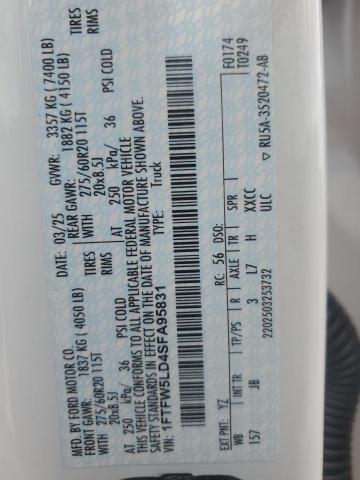 MFD. BY FORD MOTOR CO.
DATE: 03/25 GVWR: 3357 KG ( 7400 LB)
FRONT GAWR: 1837 KG ( 4050 LB)
REAR GAWR: 1882 KG ( 4150 LB)
WITH 275/60R20 115T TIRES
WITH 275/60R20 115T TIRES
20x8.5J RIMS
20x8.5J RIMS
AT 250 kPa/ 36 PSI COLD
AT 250 kPa/ 36 PSI COLD
THIS VEHICLE CONFORMS TO ALL APPLICABLE FEDERAL MOTOR VEHICLE
SAFETY STANDARDS IN EFFECT ON THE DATE OF MANUFACTURE SHOWN ABOVE.
VIN: 1FTFW5LD4SFA95831 TYPE: Truck
F0174
T0249
EXT PNT: YZ RC: 56 DSO:
WB INT TR TP/PS R AXLE TR SPR
157 JB 3 L7 H XXCC
ULC
2202503253732 ▽ RU5A-3520472-AB